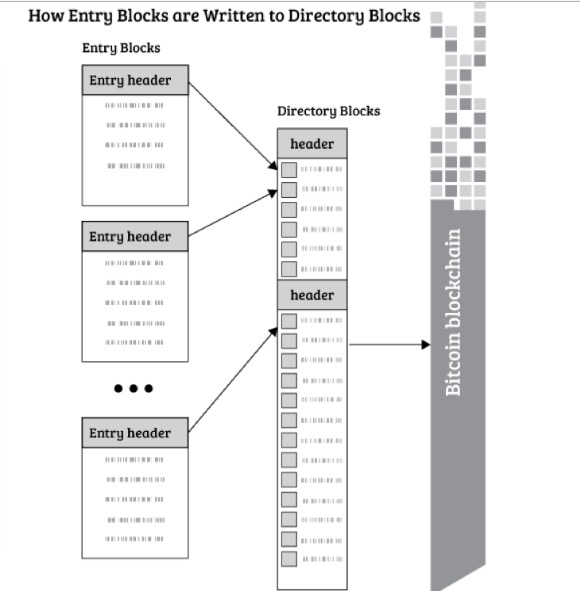 How Entry Blocks are Written to Directory Blocks
Entry Blocks
Entry header
Directory Blocks
header
Entry header
header
Entry header
Bitcoin blockchain